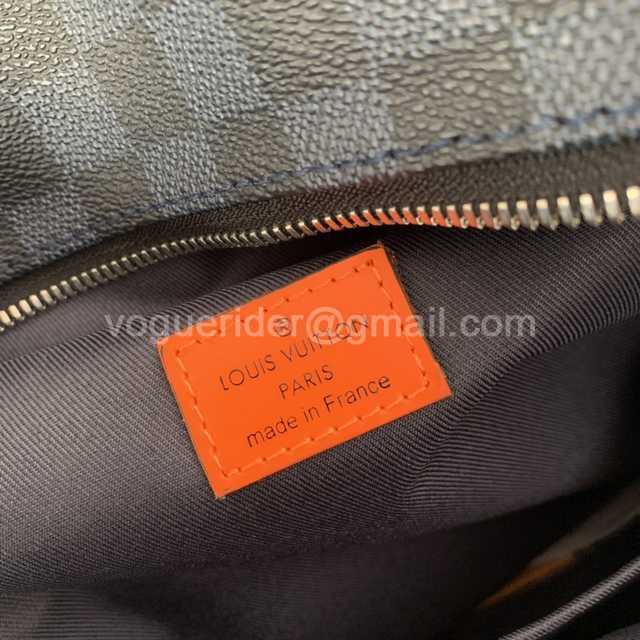 voguerider@gmail.com
®
LOUIS VUITTON
PARIS
made in France